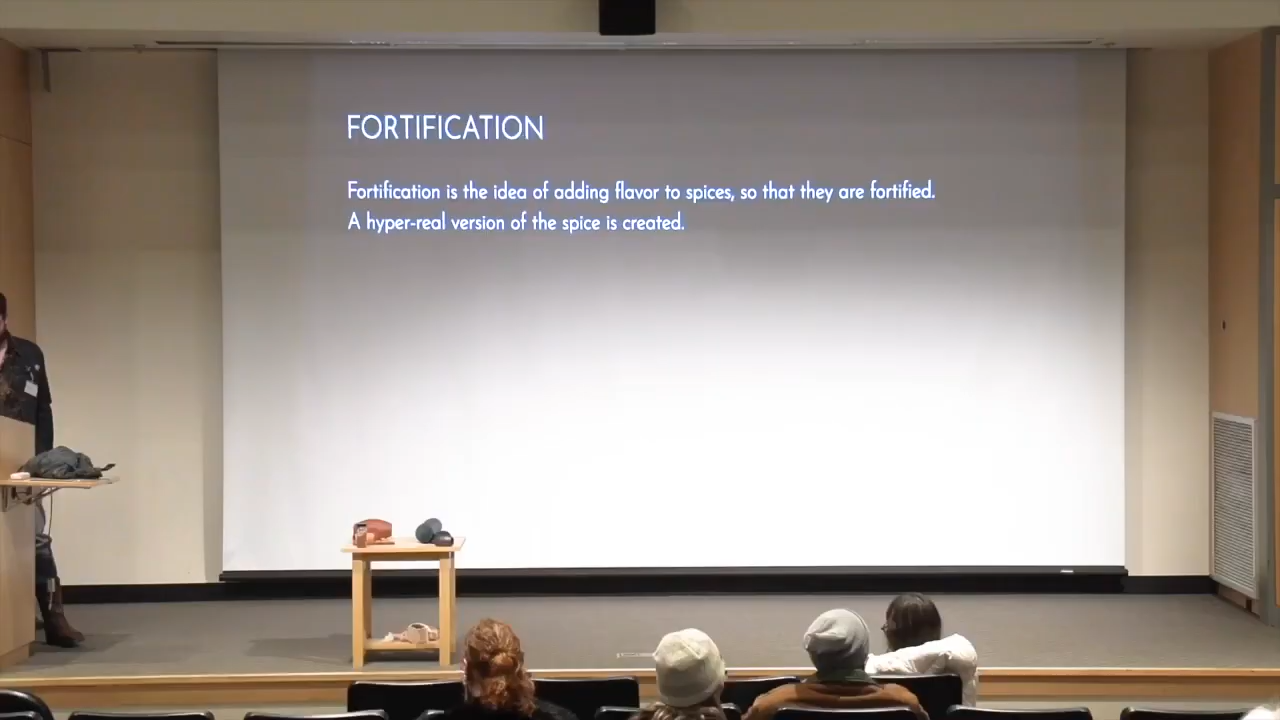 FORTIFICATION
Fortification is the idea of adding flavor to spices, so that they are fortified.
A hyper-real version of the spice is created.